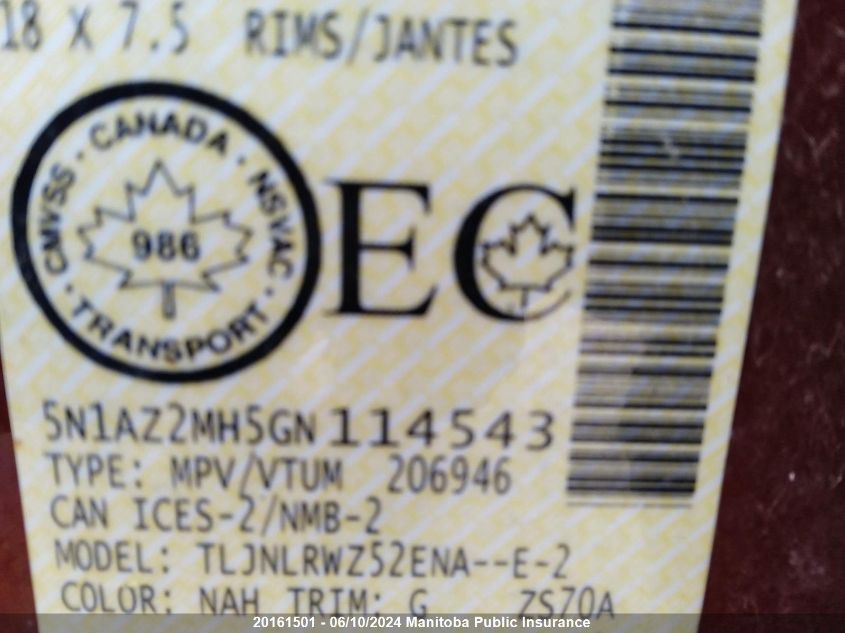 18 X 7.5 RIMS/JANTES
CANADA
CMVSS · NSVAC
986
TRANSPORT
EC
5N1AZ2MH5GN114543
TYPE: MPV/VTUM 206946
CAN ICES-2/NMB-2
MODEL: TLJNLRWZ52ENA--E-2
COLOR: NAH TRIM: G ZSZ0A
20161501 - 06/10/2024 Manitoba Public Insurance